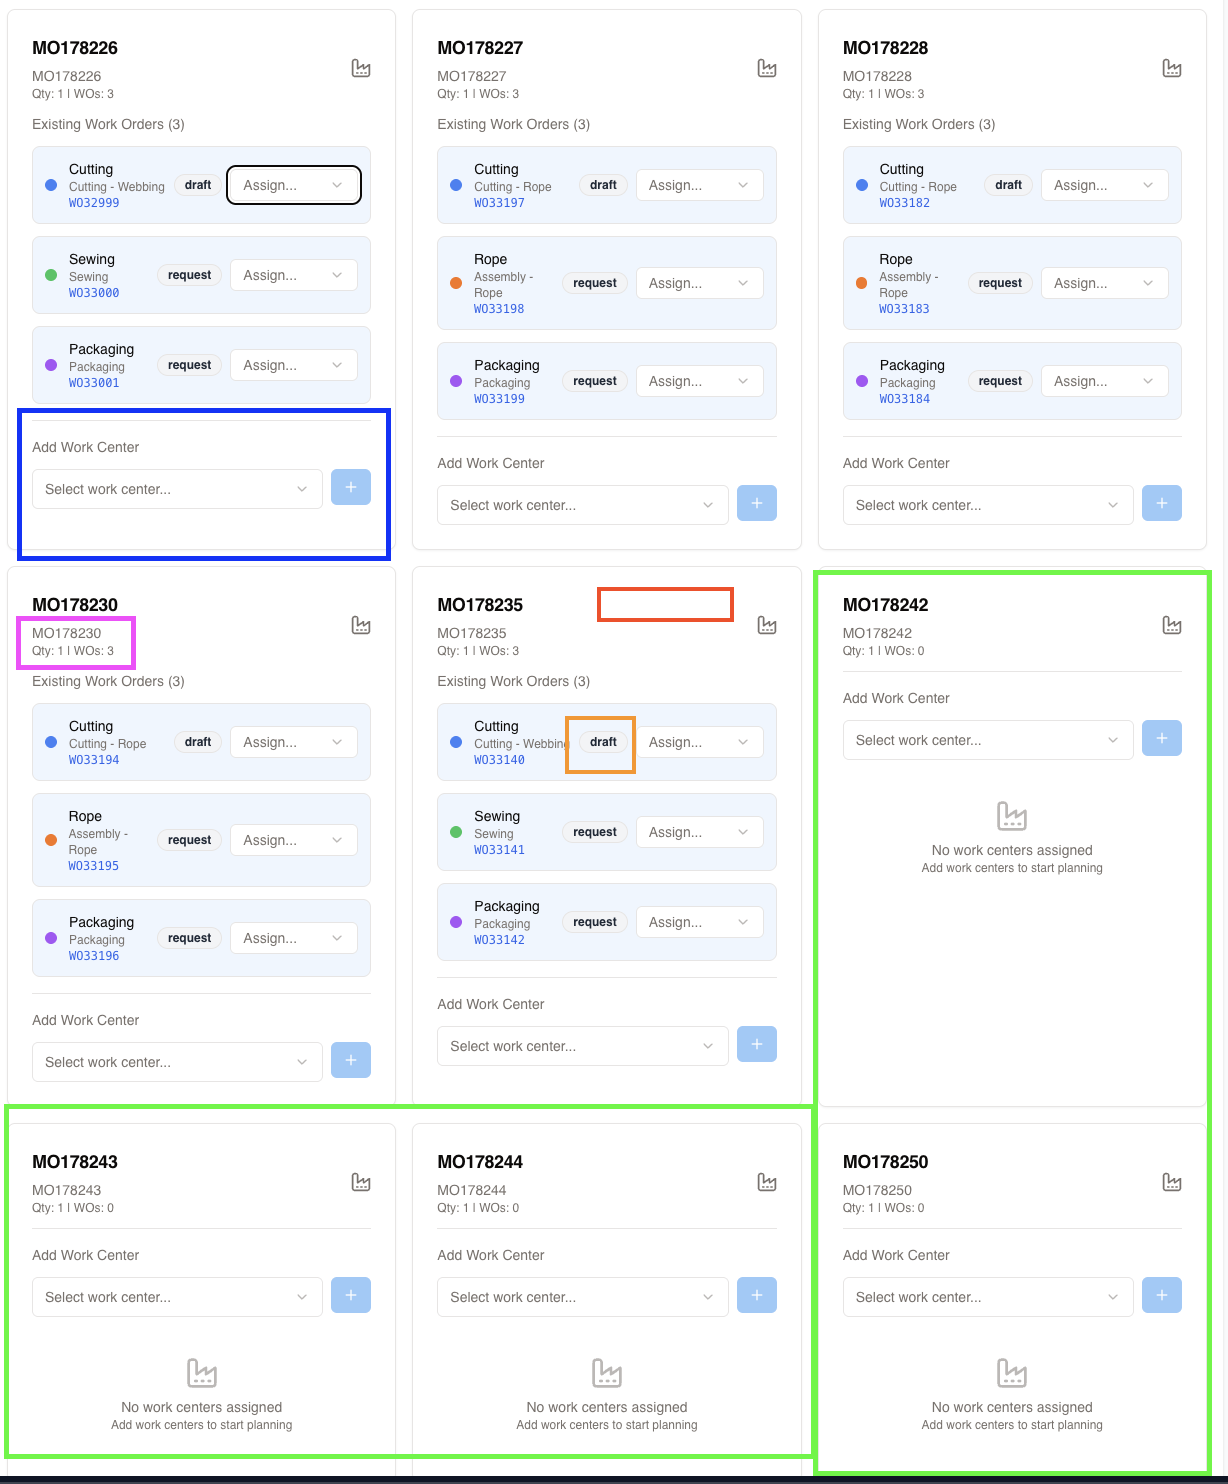 MO178226
MO178226
Qty: 1 | WOs: 3
Existing Work Orders (3)
Cutting
Cutting - Webbing
WO32999
draft
Assign...
Sewing
Sewing
WO33000
request
Assign...
Packaging
Packaging
WO33001
request
Assign...
Add Work Center
Select work center...
MO178227
MO178227
Qty: 1 | WOs: 3
Existing Work Orders (3)
Cutting
Cutting - Rope
WO33197
draft
Assign...
Rope
Assembly -
Rope
WO33198
request
Assign...
Packaging
Packaging
WO33199
request
Assign...
Add Work Center
Select work center...
MO178228
MO178228
Qty: 1 | WOs: 3
Existing Work Orders (3)
Cutting
Cutting - Rope
WO33182
draft
Assign...
Rope
Assembly -
Rope
WO33183
request
Assign...
Packaging
Packaging
WO33184
request
Assign...
Add Work Center
Select work center...
MO178230
MO178230
Qty: 1 | WOs: 3
Existing Work Orders (3)
Cutting
Cutting - Rope
WO33194
draft
Assign...
Rope
Assembly -
Rope
WO33195
request
Assign...
Packaging
Packaging
WO33196
request
Assign...
Add Work Center
Select work center...
MO178235
MO178235
Qty: 1 | WOs: 3
Existing Work Orders (3)
Cutting
Cutting - Webbing
WO33140
draft
Assign...
Sewing
Sewing
WO33141
request
Assign...
Packaging
Packaging
WO33142
request
Assign...
Add Work Center
Select work center...
MO178242
MO178242
Qty: 1 | WOs: 0
Add Work Center
Select work center...
No work centers assigned
Add work centers to start planning
MO178243
MO178243
Qty: 1 | WOs: 0
Add Work Center
Select work center...
No work centers assigned
Add work centers to start planning
MO178244
MO178244
Qty: 1 | WOs: 0
Add Work Center
Select work center...
No work centers assigned
Add work centers to start planning
MO178250
MO178250
Qty: 1 | WOs: 0
Add Work Center
Select work center...
No work centers assigned
Add work centers to start planning